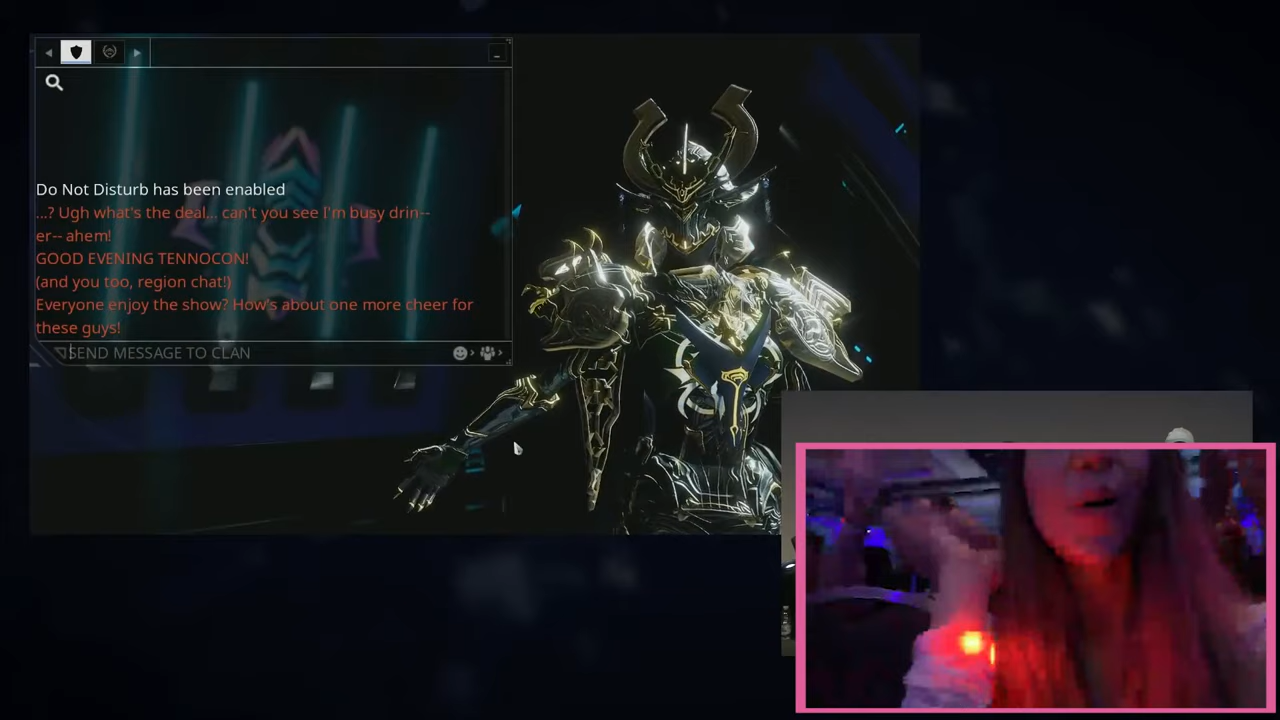 Do Not Disturb has been enabled
...? Ugh what's the deal... can't you see I'm busy drin--
er-- ahem!
GOOD EVENING TENNOCON!
(and you too, region chat!)
Everyone enjoy the show? How's about one more cheer for
these guys!
SEND MESSAGE TO CLAN